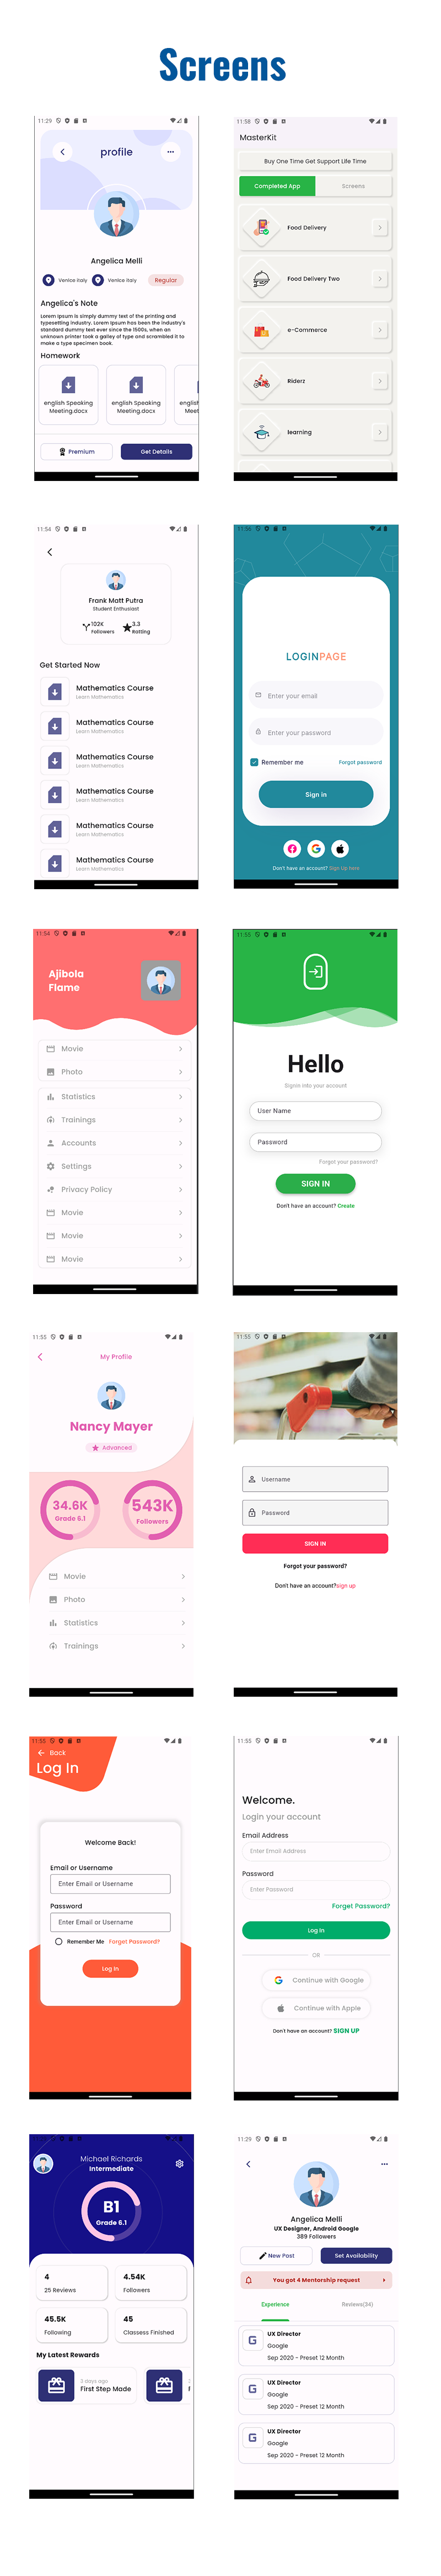 Screens
11:29
profile
Angelica Melli
Venice Italy
Venice Italy
Regular
Angelica's Note
Lorem Ipsum is simply dummy text of the printing and
typesetting industry. Lorem Ipsum has been the industry's
standard dummy text ever since the 1500s, when an
unknown printer took a galley of type and scrambled it to
make a type specimen book.
Homework
english Speaking
Meeting.docx
english Speaking
Meeting.docx
english
Meet
Premium
Get Details
11:58
MasterKit
Buy One Time Get Support Life Time
Completed App
Screens
Food Delivery
Food Delivery Two
e-Commerce
Riderz
learning
11:54
Frank Matt Putra
Student Enthusiast
102K
Followers
3.3
Ratting
Get Started Now
Mathematics Course
Learn Mathematics
Mathematics Course
Learn Mathematics
Mathematics Course
Learn Mathematics
Mathematics Course
Learn Mathematics
Mathematics Course
Learn Mathematics
Mathematics Course
Learn Mathematics
LOGINPAGE
Enter your email
Enter your password
Remember me
Forgot password
Sign in
Don't have an account? Sign Up here
11:54
Ajibola
Flame
Movie
Photo
Statistics
Trainings
Accounts
Settings
Privacy Policy
Movie
Movie
Movie
11:55
Hello
Signin into your account
User Name
Password
Forgot your password?
SIGN IN
Don't have an account? Create
11:55
My Profile
Nancy Mayer
Advanced
34.6K
Grade 6.1
543K
Followers
Movie
Photo
Statistics
Trainings
11:55
Username
Password
SIGN IN
Forgot your password?
Don't have an account?sign up
11:55
Back
Log In
Welcome Back!
Email or Username
Enter Email or Username
Password
Enter Email or Username
Remember Me
Forget Password?
Log In
11:55
Welcome.
Login your account
Email Address
Enter Email Address
Password
Enter Password
Forget Password?
Log In
OR
Continue with Google
Continue with Apple
Don't have an account? SIGN UP
Michael Richards
Intermediate
B1
Grade 6.1
4
25 Reviews
4.54K
Followers
45.5K
Following
45
Classess Finished
My Latest Rewards
3 days ago
First Step Made
11:29
Angelica Melli
UX Designer, Android Google
389 Followers
New Post
Set Availability
You got 4 Mentorship request
Experience
Reviews(34)
UX Director
Google
Sep 2020 - Preset 12 Month
UX Director
Google
Sep 2020 - Preset 12 Month
UX Director
Google
Sep 2020 - Preset 12 Month